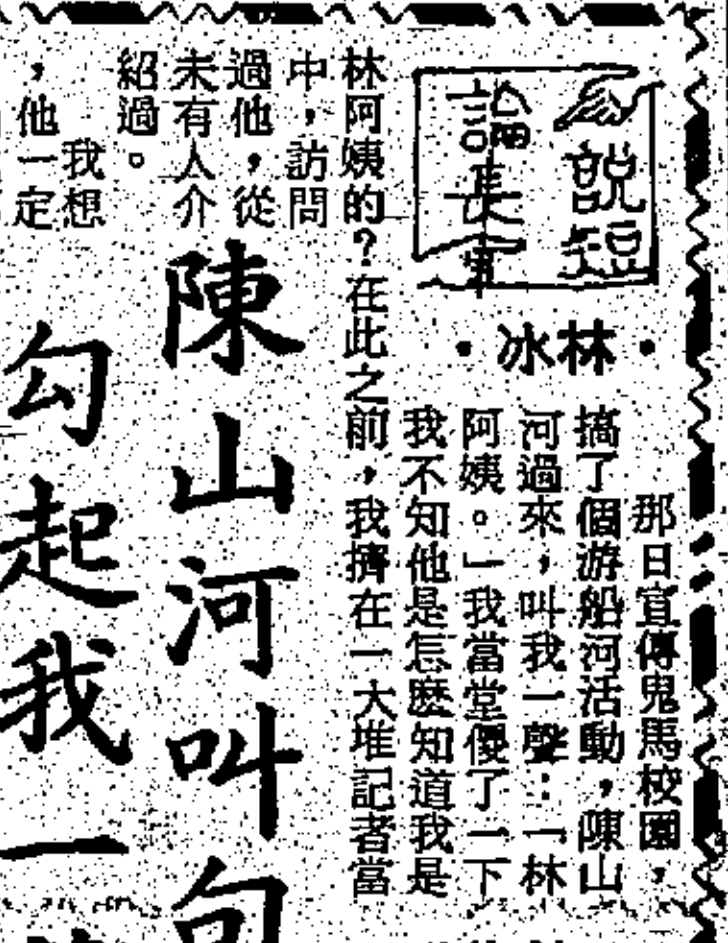 說短
論長
·林冰·
那日宣傳鬼馬校園，
搞了個游船河活動，陳山
河過來，叫我一聲：「林
阿姨。」我當堂儍了一下
我不知他是怎麽知道我是
林阿姨的？在此之前，我擠在一大堆記者當
中，訪問
過他，從
未有人介
紹過。
陳山河叫句
我想
，他一定
勾起我一